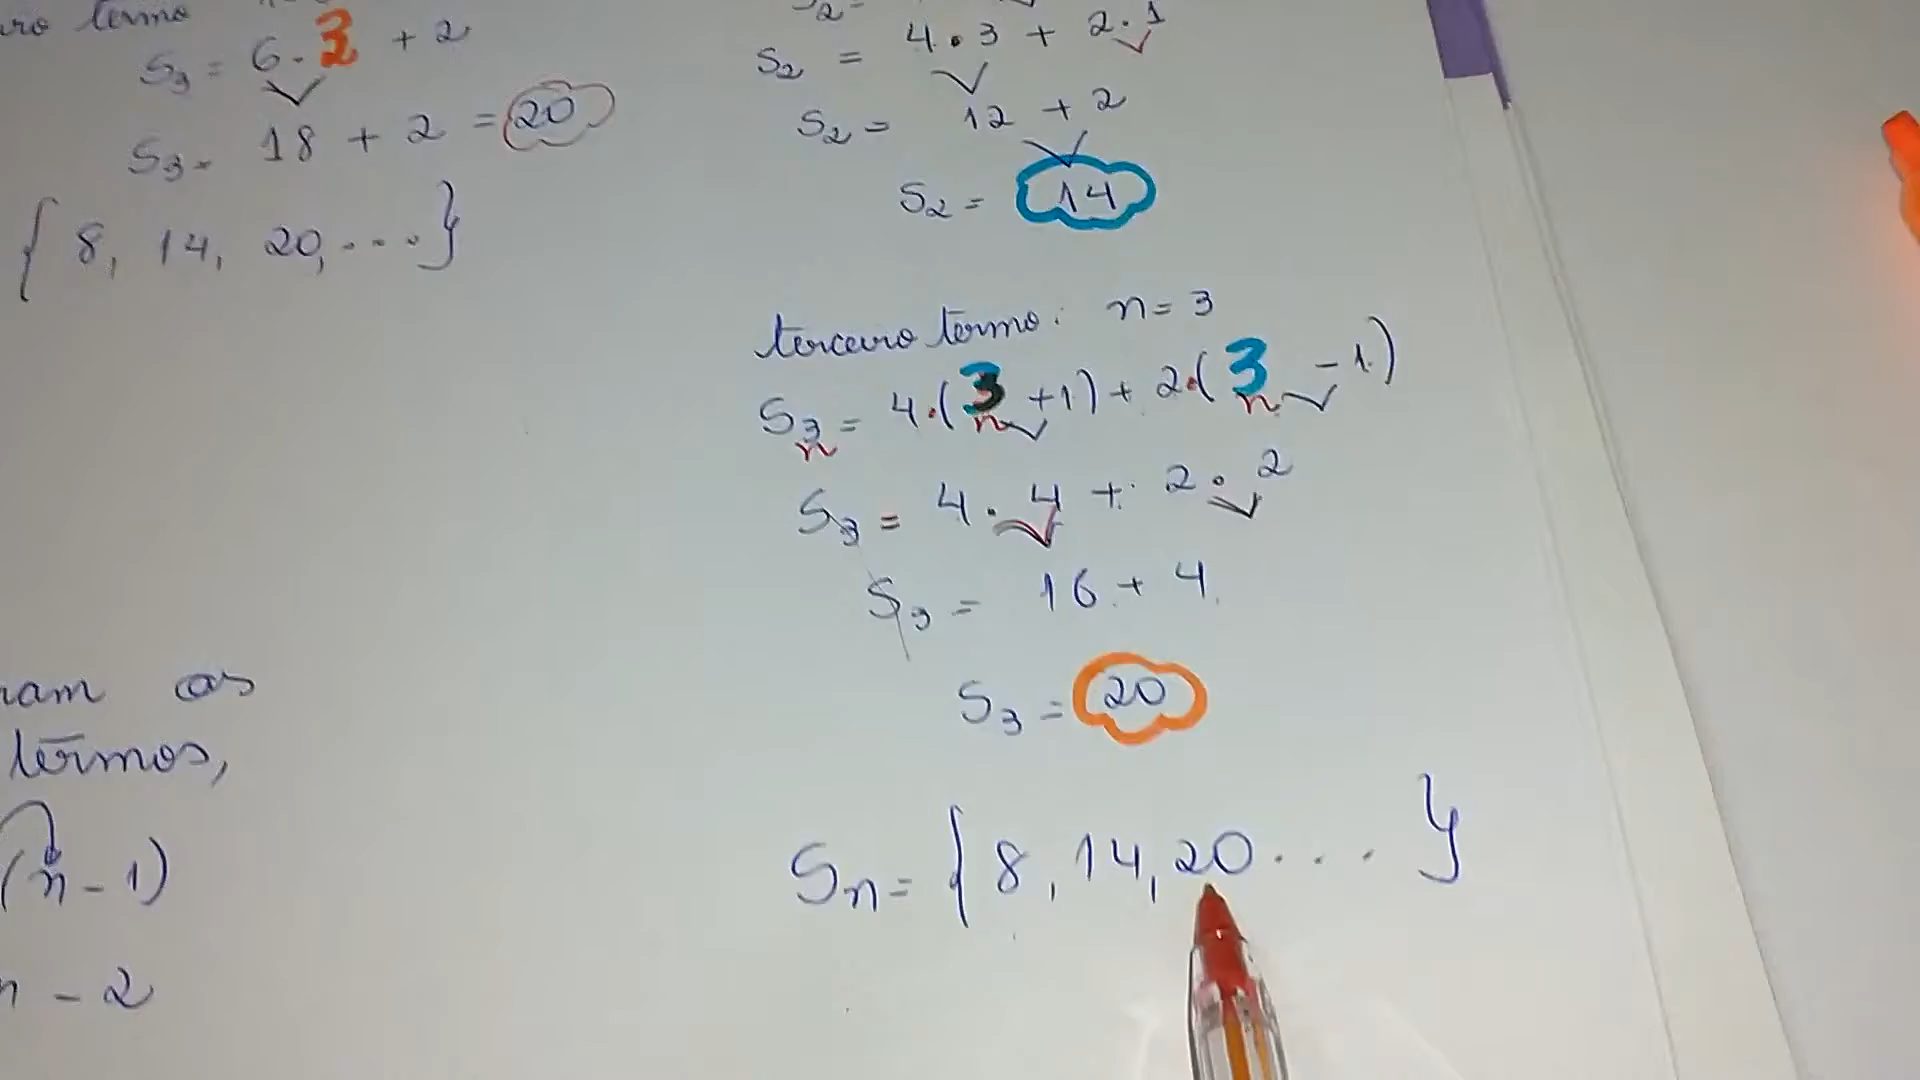 termo
S3 = 6.3 + 2
S3 = 18 + 2 = 20
{ 8, 14, 20, ... }
as
termos,
(n - 1)
n - 2
S2 = 4.3 + 2.1
S2 = 12 + 2
S2 = 14
terceiro termo: n = 3
S3 = 4.(3 + 1) + 2.(3 - 1)
n n n
S3 = 4 . 4 + 2 . 2
S3 = 16 + 4
S3 = 20
Sn = { 8, 14, 20 ... }